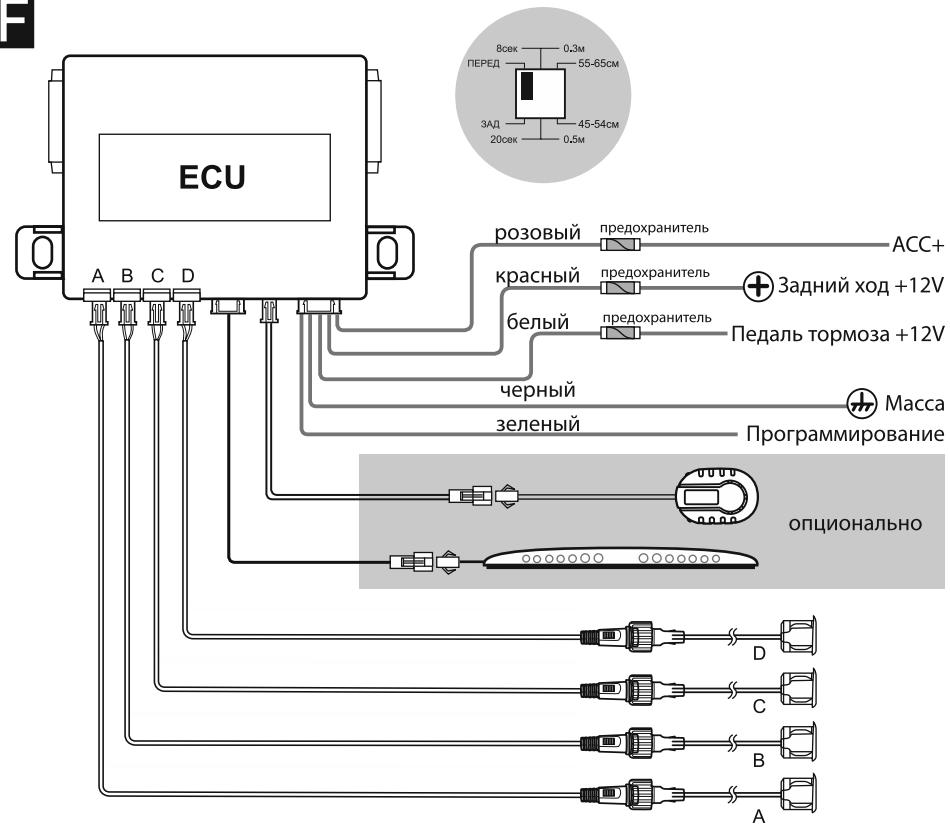 F
8сек 0.3м
ПЕРЕД 55-65см
ЗАД 45-54см
20сек 0.5м
ECU
A B C D
розовый предохранитель ACC+
красный предохранитель Задний ход +12V
белый предохранитель Педаль тормоза +12V
черный Масса
зеленый Программирование
опционально
D
C
B
A